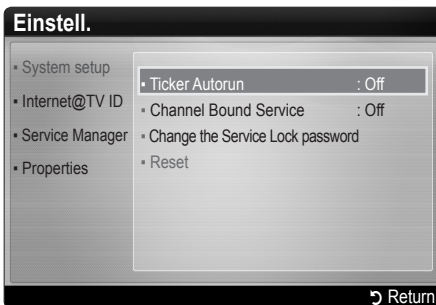 Einstell.
▪ System setup
▪ Internet@TV ID
▪ Service Manager
▪ Properties
▪ Ticker Autorun : Off
▪ Channel Bound Service : Off
▪ Change the Service Lock password
▪ Reset
Return